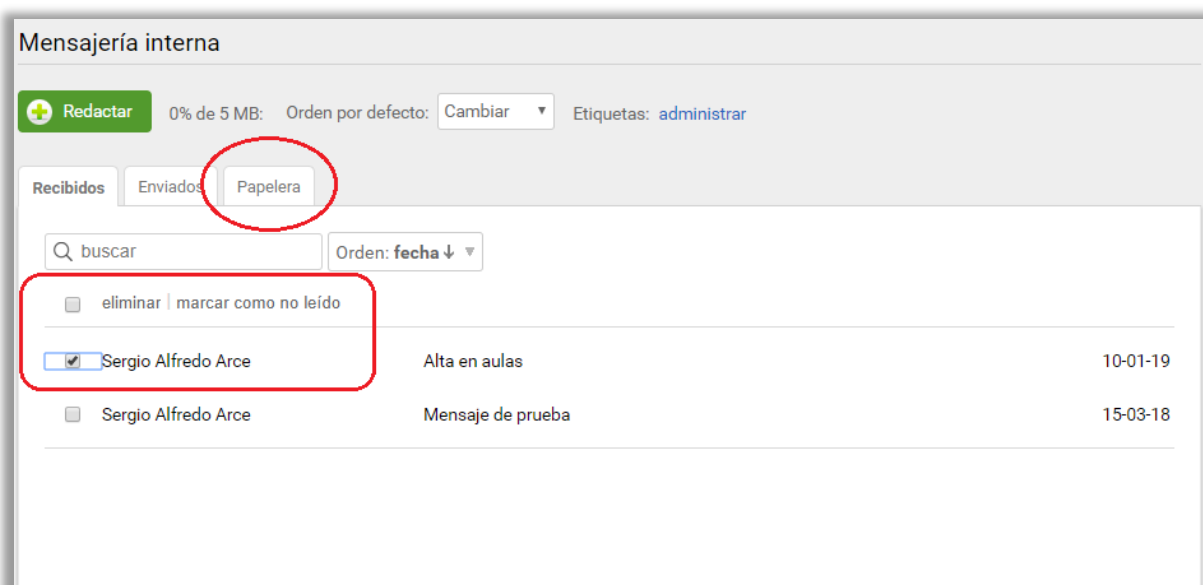 Mensajería interna
Redactar 0% de 5 MB: Orden por defecto: Cambiar Etiquetas: administrar
Recibidos Enviados Papelera
buscar Orden: fecha↓
eliminar | marcar como no leído
Sergio Alfredo Arce Alta en aulas 10-01-19
Sergio Alfredo Arce Mensaje de prueba 15-03-18